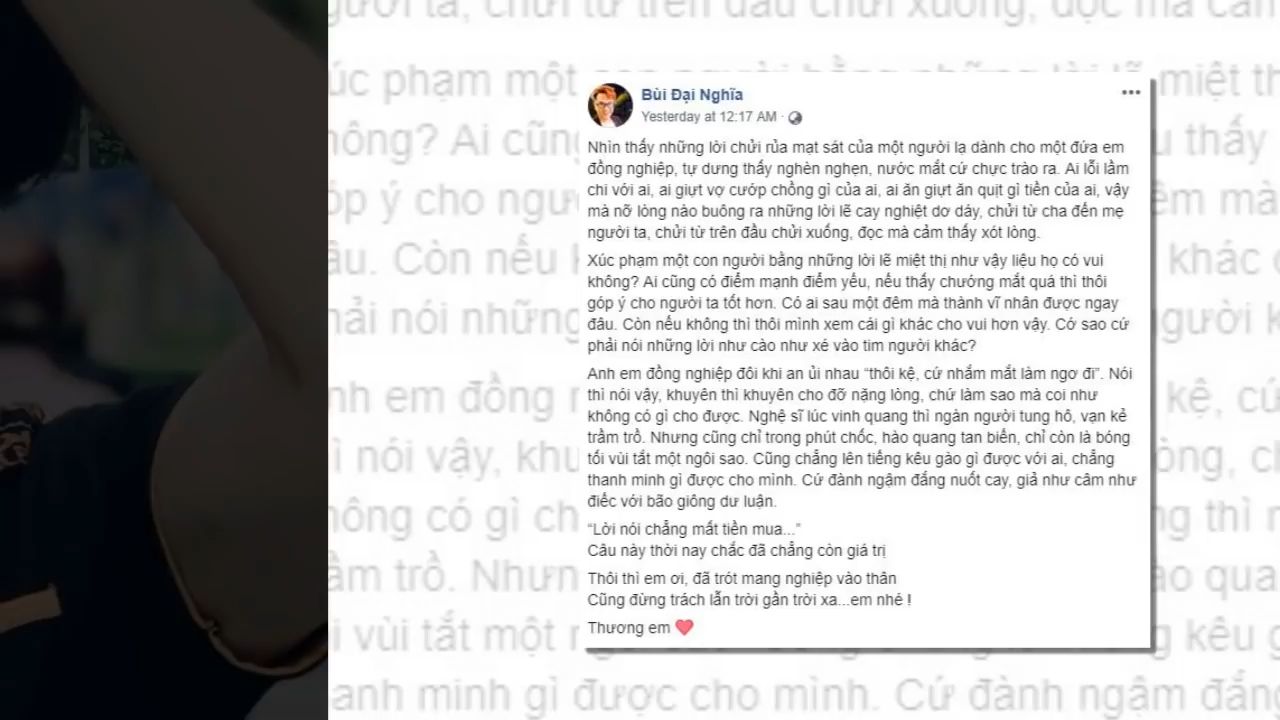 Bùi Đại Nghĩa
Yesterday at 12:17 AM ·
Nhìn thấy những lời chửi rủa mạt sát của một người lạ dành cho một đứa em
đồng nghiệp, tự dưng thấy nghèn nghẹn, nước mắt cứ chực trào ra. Ai lỗi lầm
chi với ai, ai giựt vợ cướp chồng gì của ai, ai ăn giựt ăn quịt gì tiền của ai, vậy
mà nỡ lòng nào buông ra những lời lẽ cay nghiệt dơ dáy, chửi từ cha đến mẹ
người ta, chửi từ trên đầu chửi xuống, đọc mà cảm thấy xót lòng.
Xúc phạm một con người bằng những lời lẽ miệt thị như vậy liệu họ có vui
không? Ai cũng có điểm mạnh điểm yếu, nếu thấy chướng mắt quá thì thôi
góp ý cho người ta tốt hơn. Có ai sau một đêm mà thành vĩ nhân được ngay
đâu. Còn nếu không thì thôi mình xem cái gì khác cho vui hơn vậy. Cớ sao cứ
phải nói những lời như cào như xé vào tim người khác?
Anh em đồng nghiệp đôi khi an ủi nhau “thôi kệ, cứ nhắm mắt làm ngơ đi”. Nói
thì nói vậy, khuyên thì khuyên cho đỡ nặng lòng, chứ làm sao mà coi như
không có gì cho được. Nghệ sĩ lúc vinh quang thì ngàn người tung hô, vạn kẻ
trầm trồ. Nhưng cũng chỉ trong phút chốc, hào quang tan biến, chỉ còn là bóng
tối vùi tắt một ngôi sao. Cũng chẳng lên tiếng kêu gào gì được với ai, chẳng
thanh minh gì được cho mình. Cứ đành ngậm đắng nuốt cay, giả như câm như
điếc với bão giông dư luận.
“Lời nói chẳng mất tiền mua...”
Câu này thời nay chắc đã chẳng còn giá trị
Thôi thì em ơi, đã trót mang nghiệp vào thân
Cũng đừng trách lẫn trời gần trời xa...em nhé !
Thương em ❤